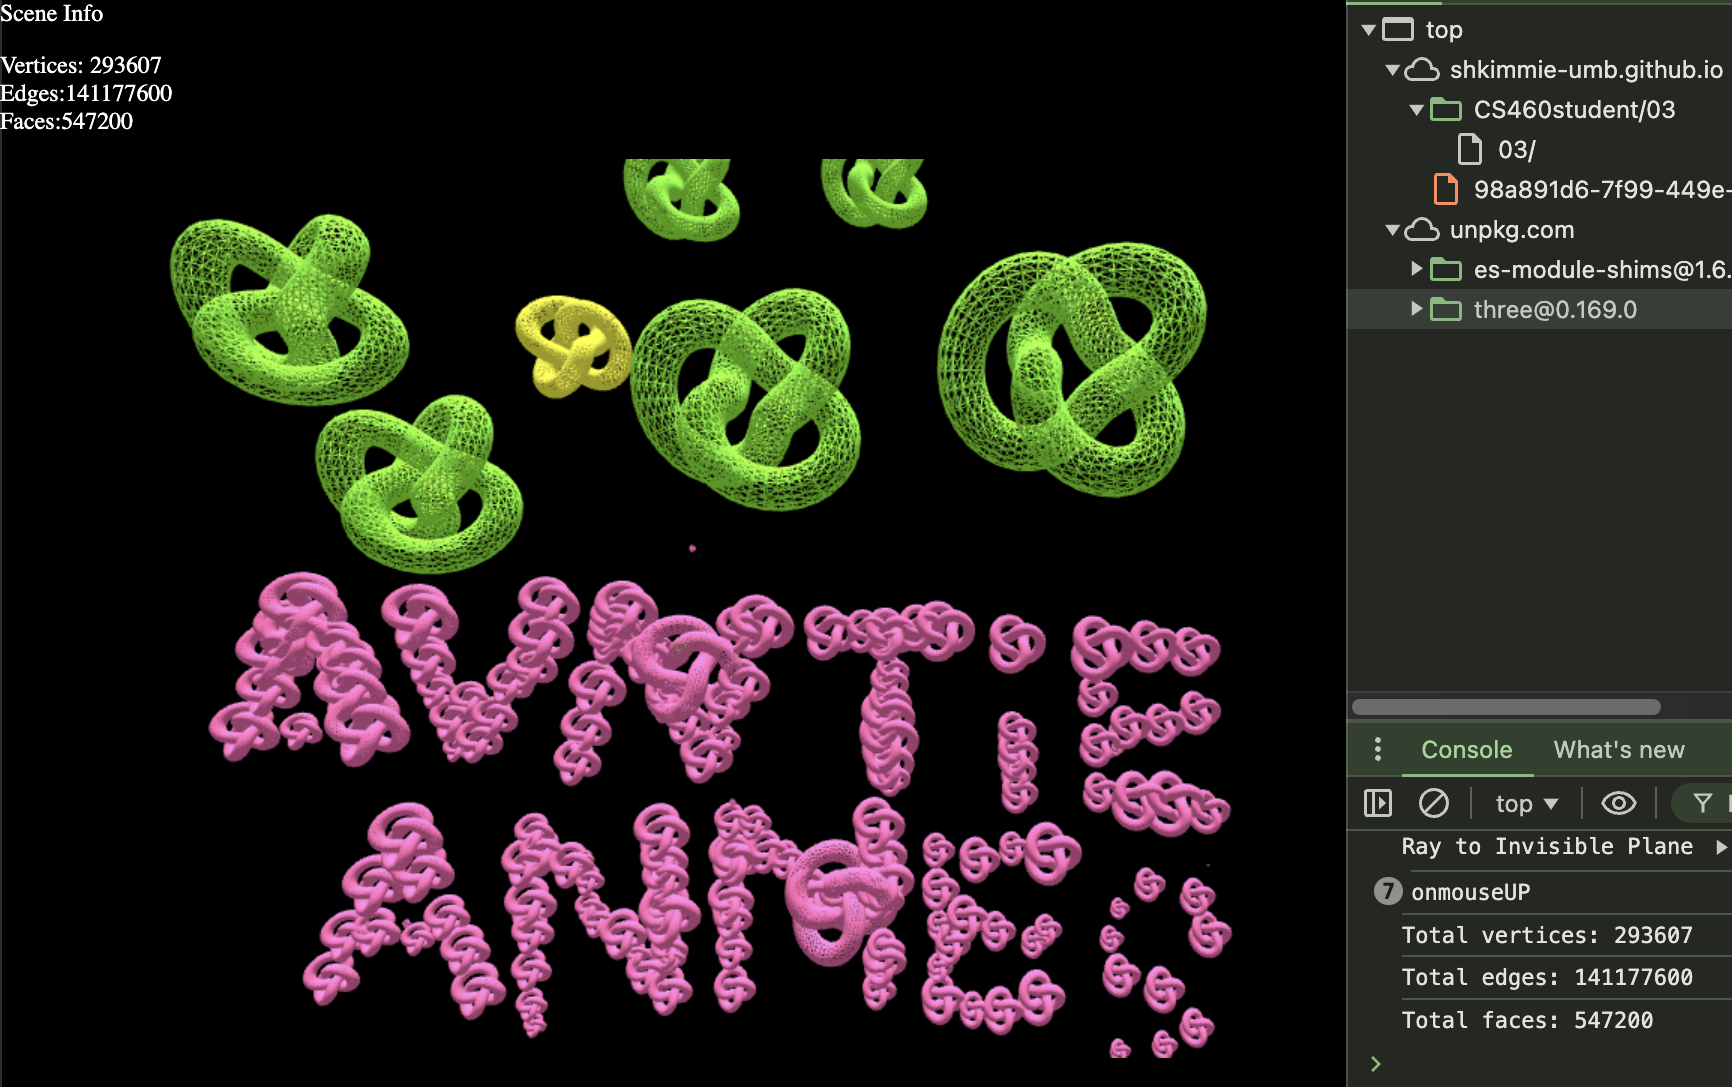 Scene Info
Vertices: 293607
Edges:141177600
Faces:547200
top
shkimmie-umb.github.io
CS460student/03
03/
98a891d6-7f99-449e-
unpkg.com
es-module-shims@1.6.
three@0.169.0
Console
What's new
top
Ray to Invisible Plane
7 onmouseUP
Total vertices: 293607
Total edges: 141177600
Total faces: 547200